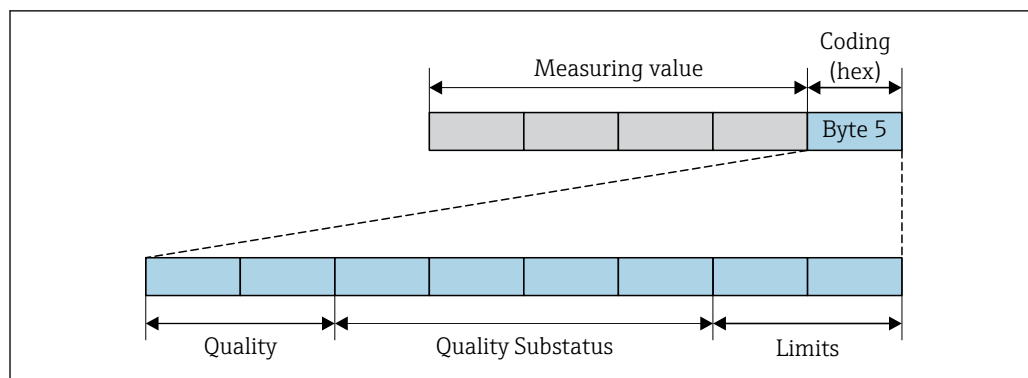 Measuring value
Coding
(hex)
Byte 5
Quality
Quality Substatus
Limits